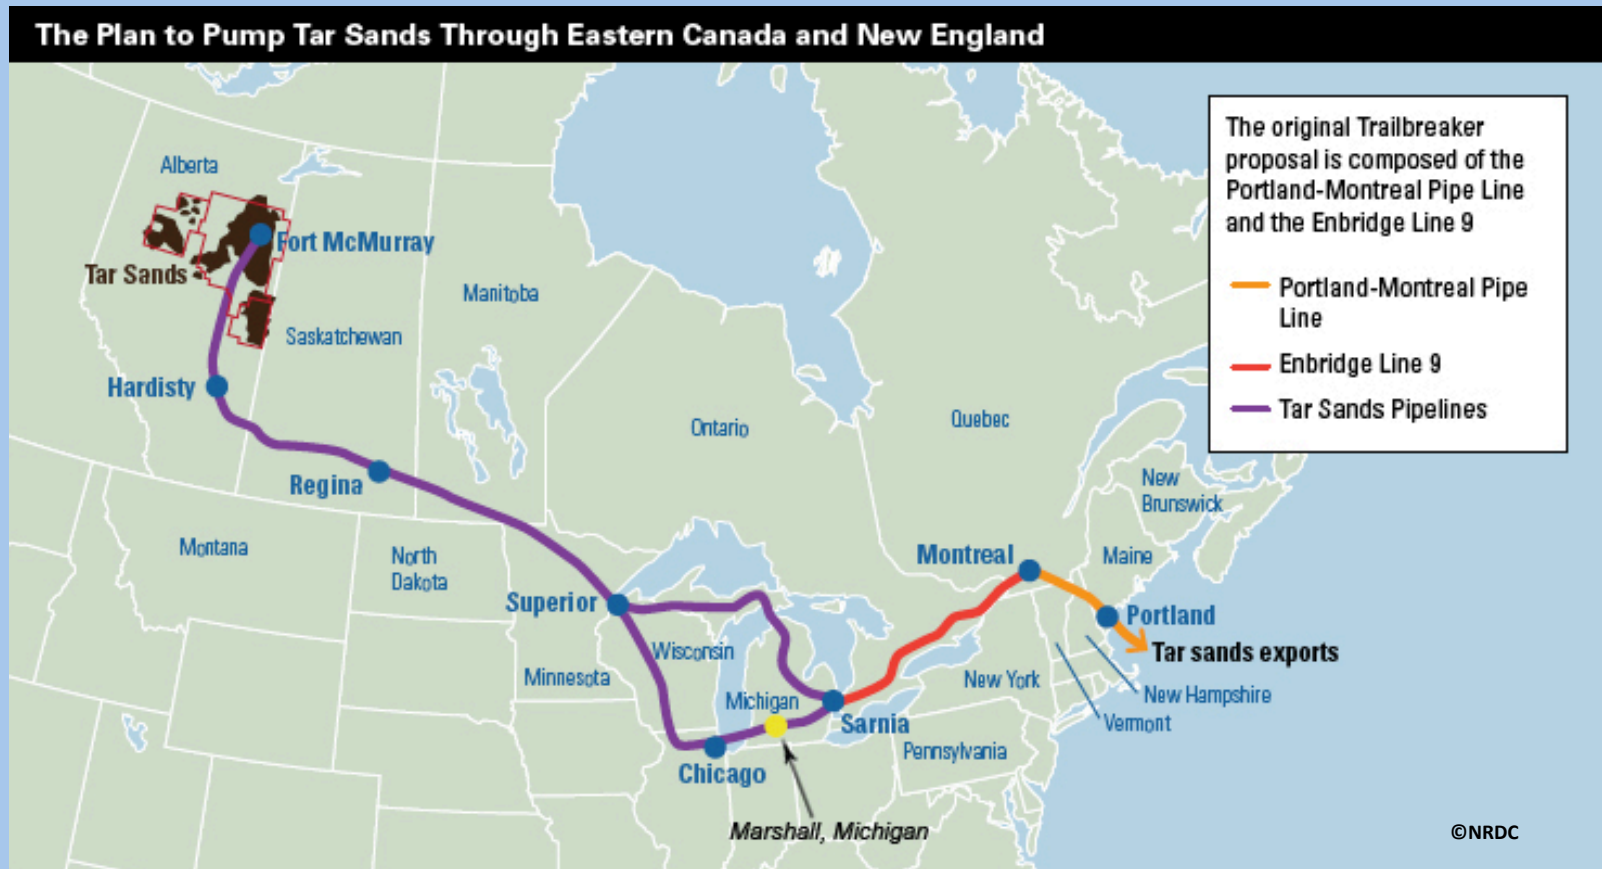 The Plan to Pump Tar Sands Through Eastern Canada and New England
The original Trailbreaker
proposal is composed of the
Portland-Montreal Pipe Line
and the Enbridge Line 9
Portland-Montreal Pipe
Line
Enbridge Line 9
Tar Sands Pipelines
Alberta
Fort McMurray
Tar Sands
Manitoba
Saskatchewan
Hardisty
Ontario
Quebec
Regina
New
Brunswick
Montana
North
Dakota
Montreal
Maine
Superior
Portland
Wisconsin
Tar sands exports
Minnesota
New York
Michigan
New Hampshire
Sarnia
Vermont
Pennsylvania
Chicago
Marshall, Michigan
©NRDC